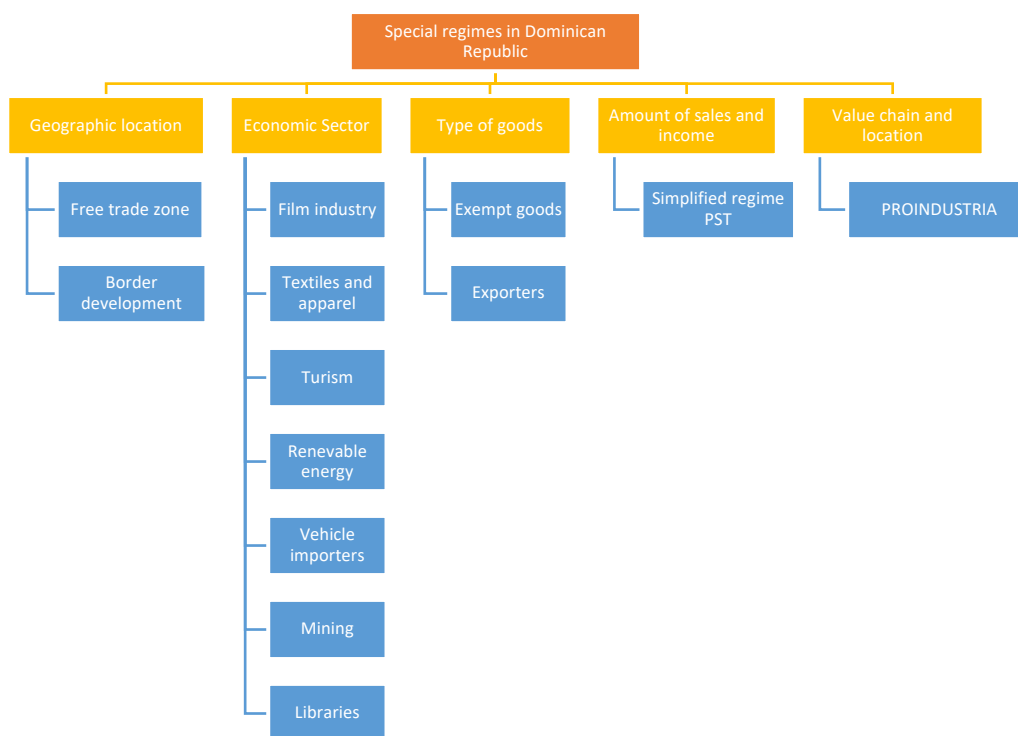 Special regimes in Dominican
Republic
Geographic location
Free trade zone
Border
development
Economic Sector
Film industry
Textiles and
apparel
Turism
Renevable
energy
Vehicle
importers
Mining
Libraries
Type of goods
Exempt goods
Exporters
Amount of sales and
income
Simplified regime
PST
Value chain and
location
PROINDUSTRIA